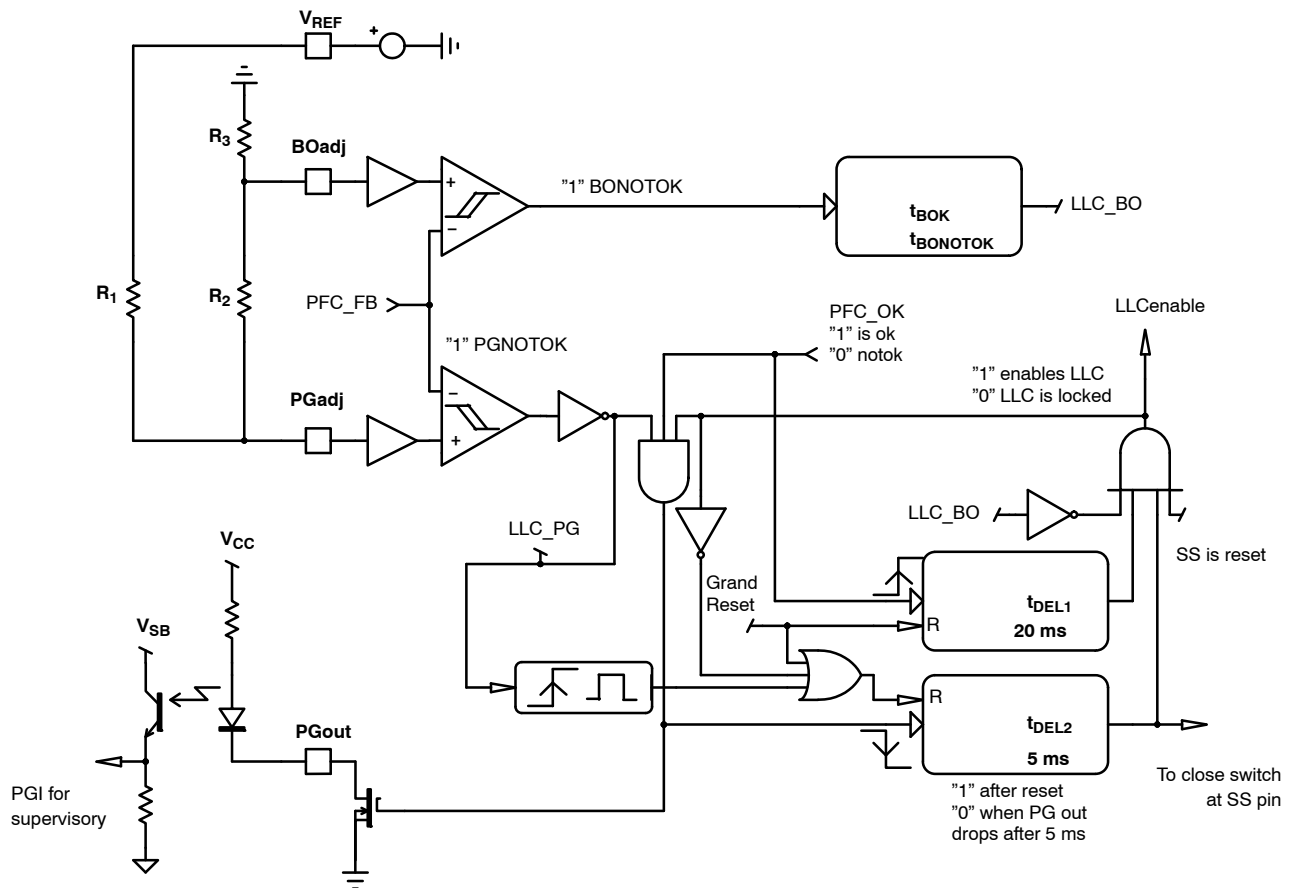 VREF
+
R3
BOadj
+
−
"1" BONOTOK
tBOK
tBONOTOK
LLC_BO
R1
R2
PFC_FB
PFC_OK
"1" is ok
"0" notok
LLCenable
"1" PGNOTOK
"1" enables LLC
"0" LLC is locked
PGadj
−
+
LLC_BO
SS is reset
LLC_PG
VCC
Grand
Reset
tDEL1
20 ms
R
VSB
R
tDEL2
5 ms
PGout
To close switch
at SS pin
PGI for
supervisory
"1" after reset
"0" when PG out
drops after 5 ms